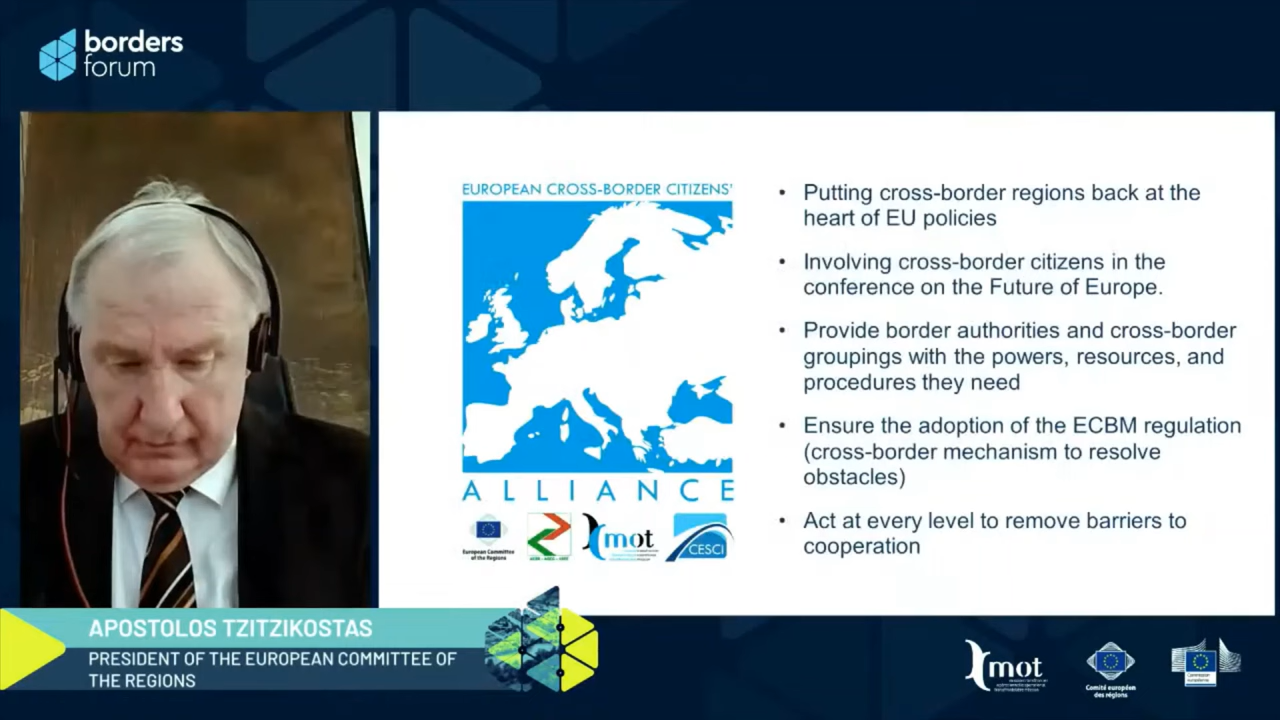 borders
forum
EUROPEAN CROSS-BORDER CITIZENS'
ALLIANCE
European Committee
of the Regions
mot
CESCI
• Putting cross-border regions back at the
heart of EU policies
• Involving cross-border citizens in the
conference on the Future of Europe.
• Provide border authorities and cross-border
groupings with the powers, resources, and
procedures they need
• Ensure the adoption of the ECBM regulation
(cross-border mechanism to resolve
obstacles)
• Act at every level to remove barriers to
cooperation
APOSTOLOS TZITZIKOSTAS
PRESIDENT OF THE EUROPEAN COMMITTEE OF
THE REGIONS
mot
Comité européen
des régions
Commission
européenne